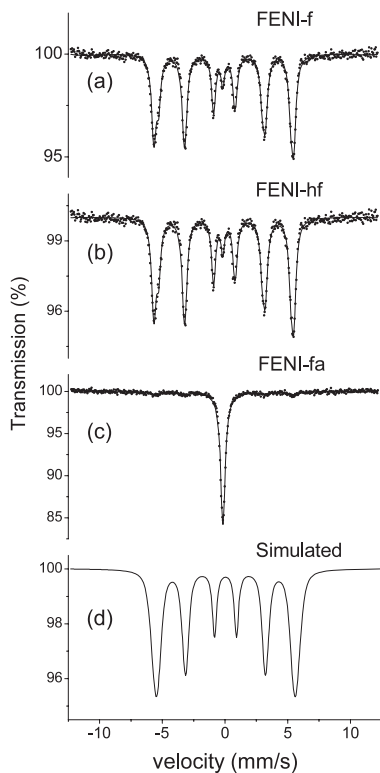 FENI-f
100
(a)
95
FENI-hf
99
(b)
96
Transmission (%)
FENI-fa
100
95
(c)
90
85
Simulated
100
(d)
98
96
-10 -5 0 5 10
velocity (mm/s)